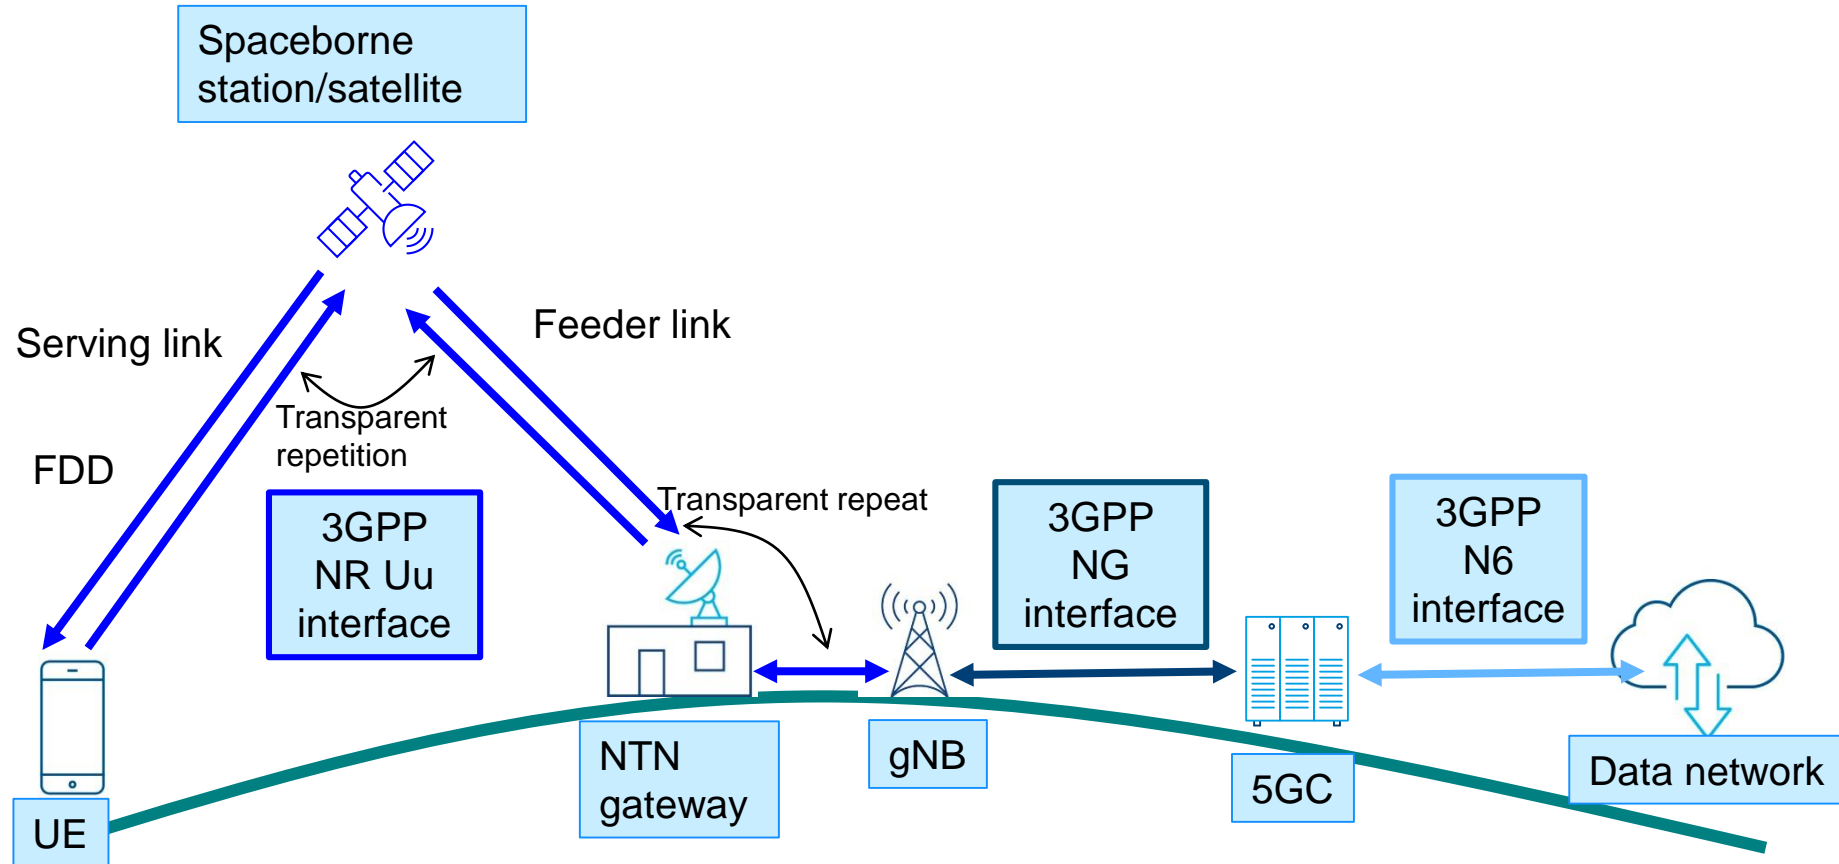 Spaceborne
station/satellite
Serving link
Feeder link
Transparent
repetition
FDD
Transparent repeat
3GPP
NR Uu
interface
3GPP
NG
interface
3GPP
N6
interface
NTN
gateway
gNB
5GC
Data network
UE